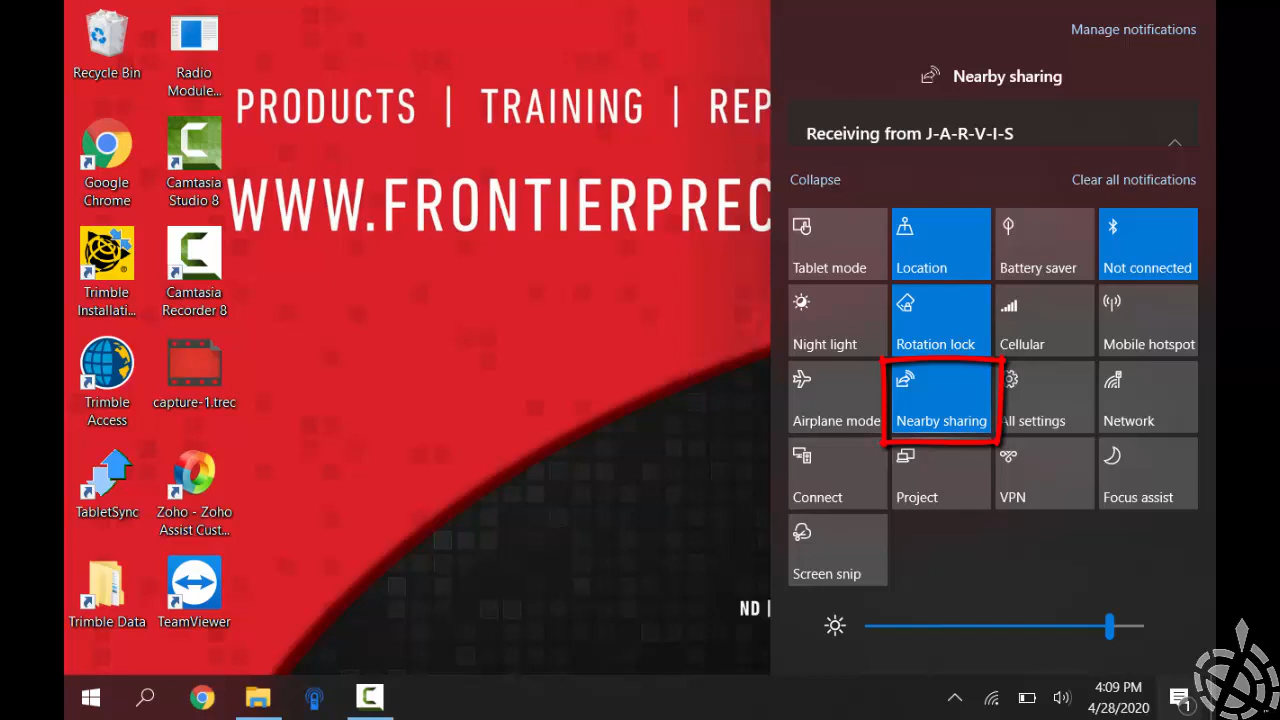 Recycle Bin
Radio
Module...
Google
Chrome
Camtasia
Studio 8
Trimble
Installati...
Camtasia
Recorder 8
Trimble
Access
capture-1.trec
TabletSync
Zoho - Zoho
Assist Cust...
Trimble Data
TeamViewer
PRODUCTS | TRAINING | REP
WWW.FRONTIERPREC
ND |
Manage notifications
Nearby sharing
Receiving from J-A-R-V-I-S
Collapse
Clear all notifications
Tablet mode
Location
Battery saver
Not connected
Night light
Rotation lock
Cellular
Mobile hotspot
Airplane mode
Nearby sharing
All settings
Network
Connect
Project
VPN
Focus assist
Screen snip
4:09 PM
4/28/2020
1